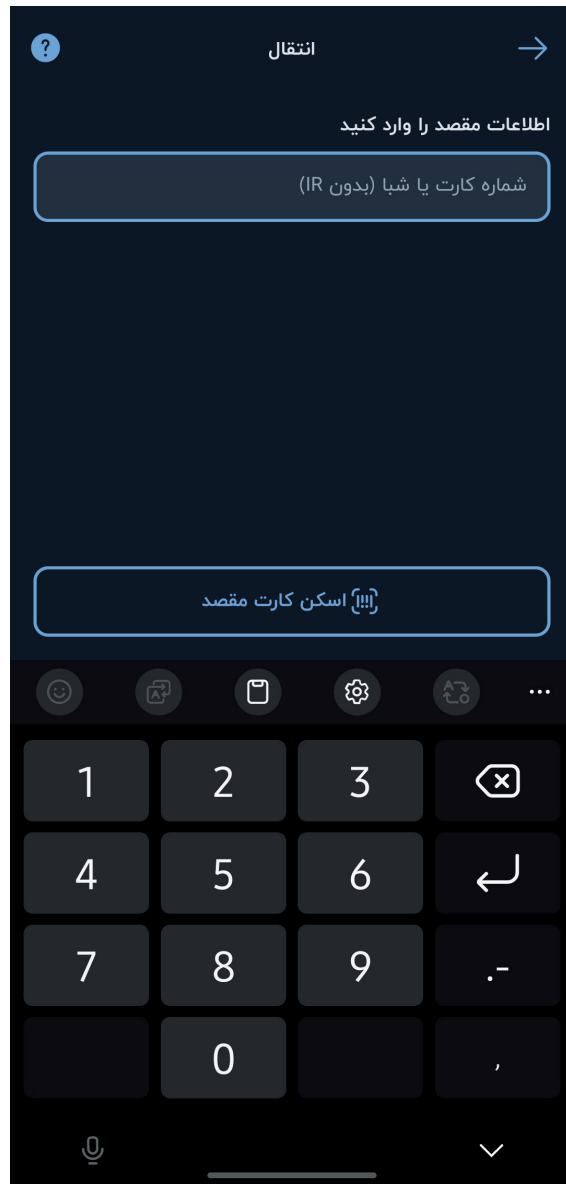 انتقال
اطلاعات مقصد را وارد کنید
شماره کارت یا شبا (بدون IR)
اسکن کارت مقصد
1 2 3
4 5 6
7 8 9 .-
0 ,